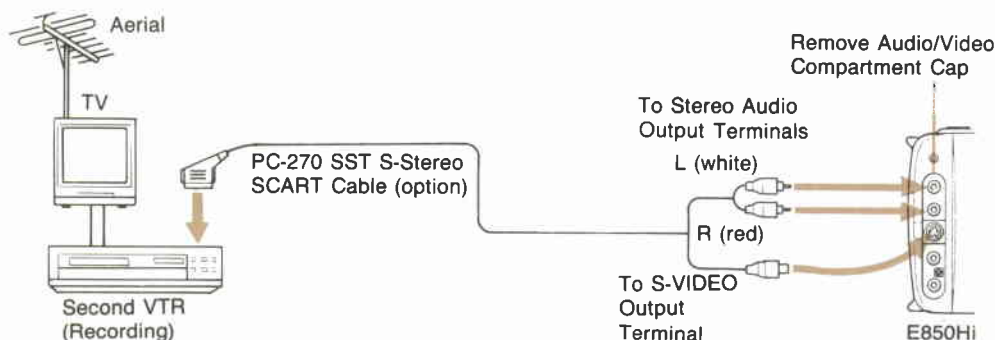 Aerial
TV
PC-270 SST S-Stereo
SCART Cable (option)
Second VTR
(Recording)
To Stereo Audio
Output Terminals
L (white)
R (red)
To S-VIDEO
Output
Terminal
Remove Audio/Video
Compartment Cap
E850Hi